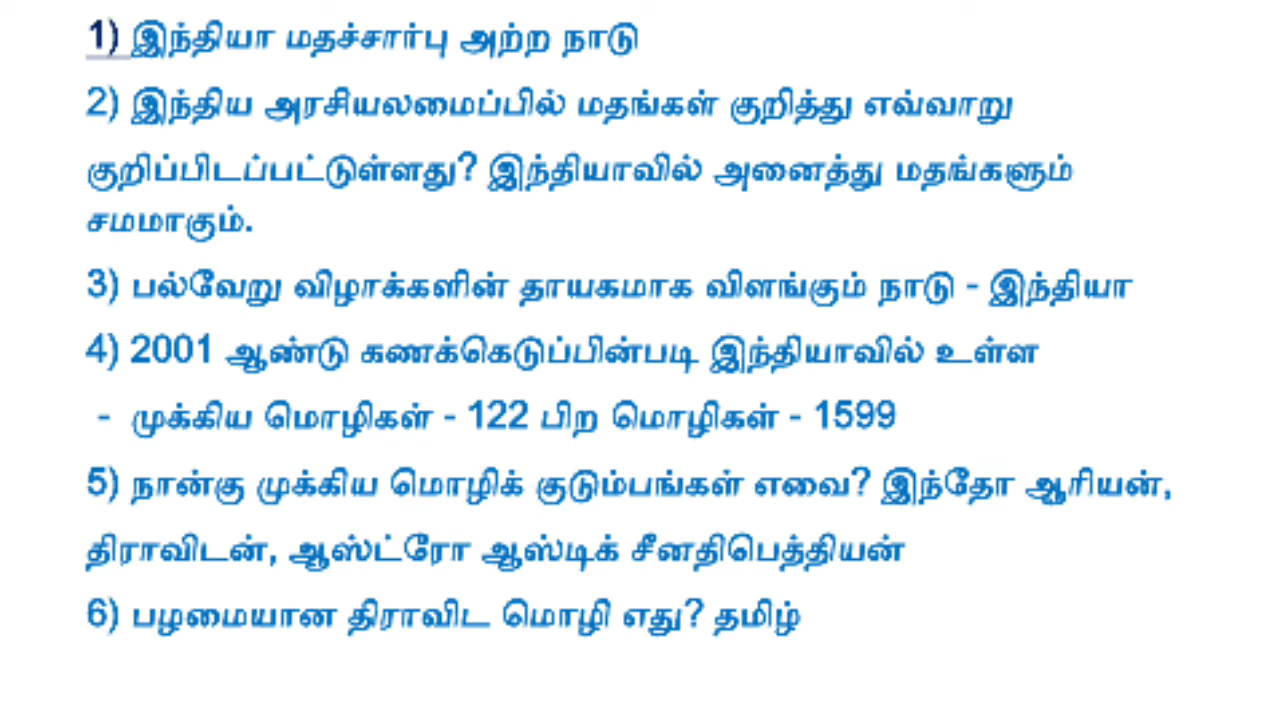 1) இந்தியா மதச்சார்பு அற்ற நாடு
2) இந்திய அரசியலமைப்பில் மதங்கள் குறித்து எவ்வாறு
குறிப்பிடப்பட்டுள்ளது? இந்தியாவில் அனைத்து மதங்களும்
சமமாகும்.
3) பல்வேறு விழாக்களின் தாயகமாக விளங்கும் நாடு - இந்தியா
4) 2001 ஆண்டு கணக்கெடுப்பின்படி இந்தியாவில் உள்ள
- முக்கிய மொழிகள் - 122 பிற மொழிகள் - 1599
5) நான்கு முக்கிய மொழிக் குடும்பங்கள் எவை? இந்தோ ஆரியன்,
திராவிடன், ஆஸ்ட்ரோ ஆஸ்டிக் சீனதிபெத்தியன்
6) பழமையான திராவிட மொழி எது? தமிழ்